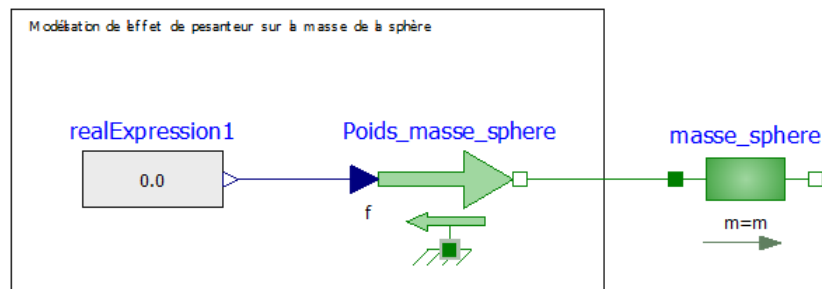 Modélisation de l'effet de pesanteur sur la masse de la sphère
realExpression1
Poids_masse_sphere
masse_sphere
0.0
f
m=m